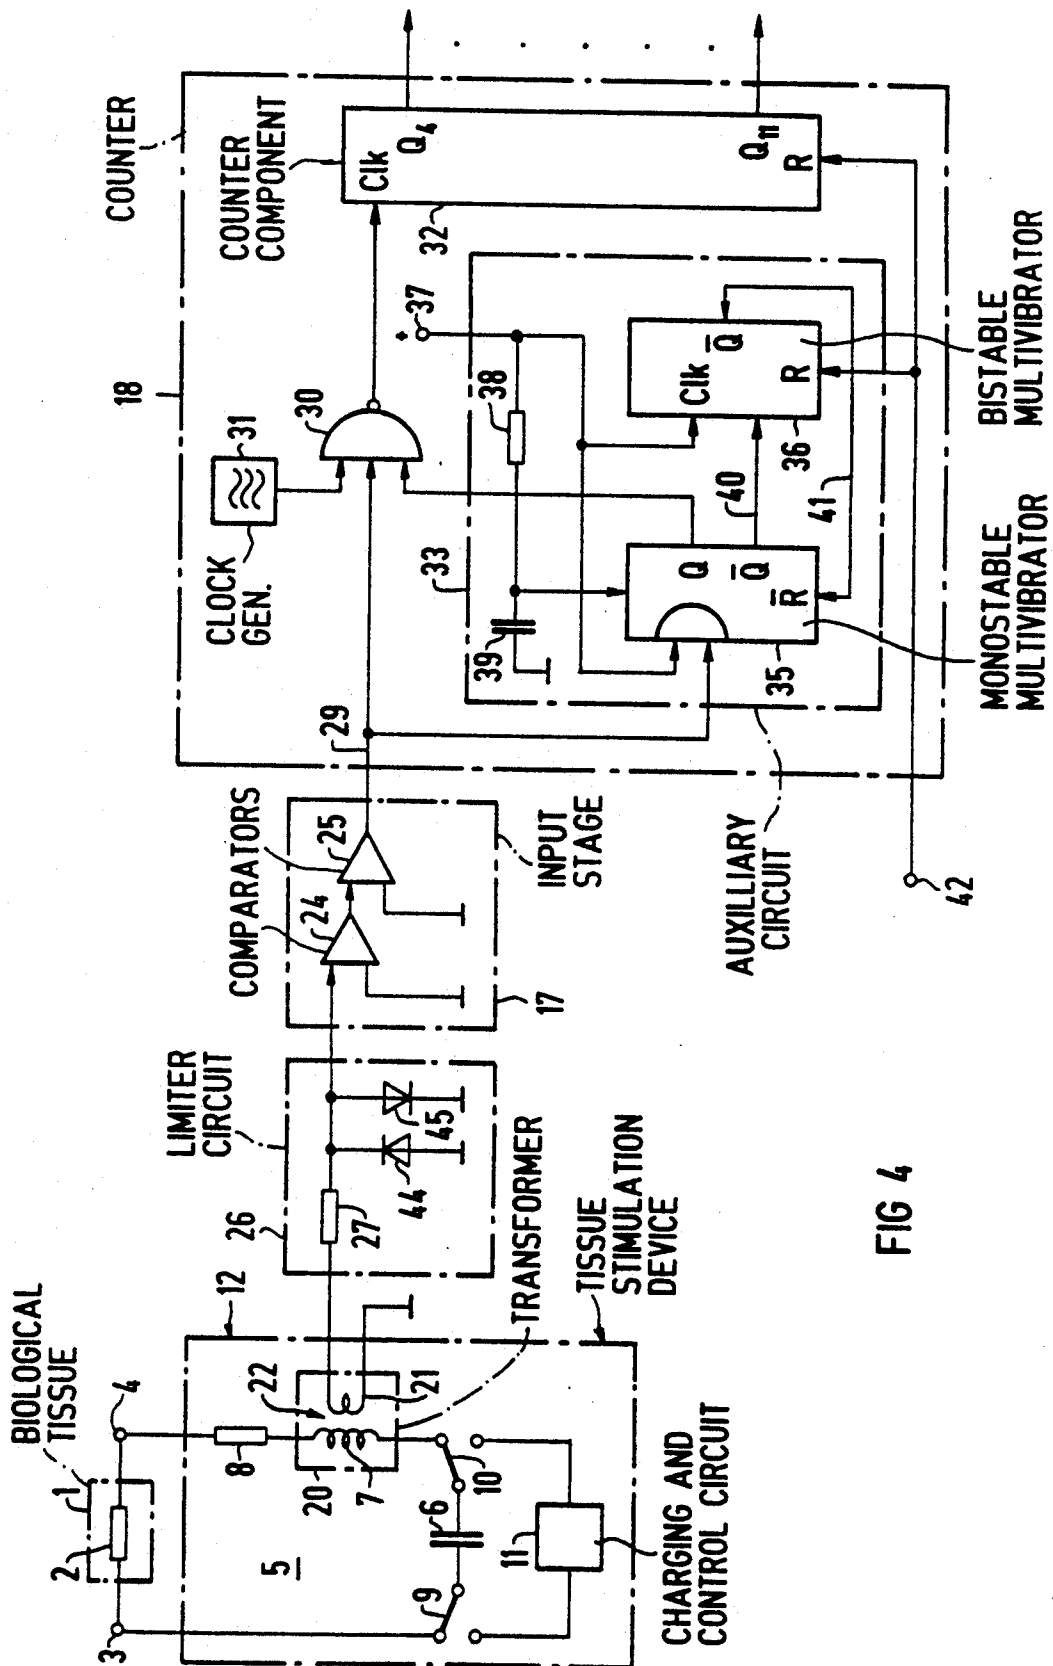 BIOLOGICAL
TISSUE
1
2
3
4
12
5
8
22
20
7
21
6
9
10
11
CHARGING AND
CONTROL CIRCUIT
TRANSFORMER
TISSUE
STIMULATION
DEVICE
LIMITER
CIRCUIT
26
27
44
45
COMPARATORS
24
25
17
INPUT
STAGE
29
COUNTER
18
CLOCK
GEN.
31
30
COUNTER
COMPONENT
Clk
Q4
Q11
R
32
+
37
38
39
33
Q
Q̅
R̅
35
40
Clk
Q̅
R
36
41
42
AUXILLIARY
CIRCUIT
MONOSTABLE
MULTIVIBRATOR
BISTABLE
MULTIVIBRATOR
FIG 4